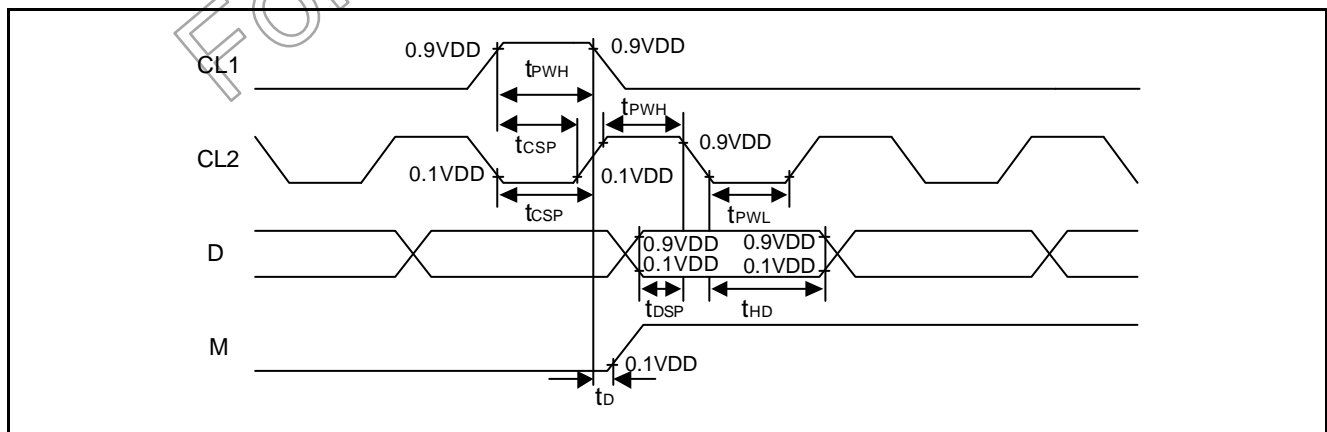 For
CL1
0.9VDD
0.9VDD
tPWH
tPWH
tCSP
CL2
0.9VDD
0.1VDD
0.1VDD
tCSP
tPWL
D
0.9VDD
0.9VDD
0.1VDD
0.1VDD
tDSP
tHD
M
0.1VDD
tD